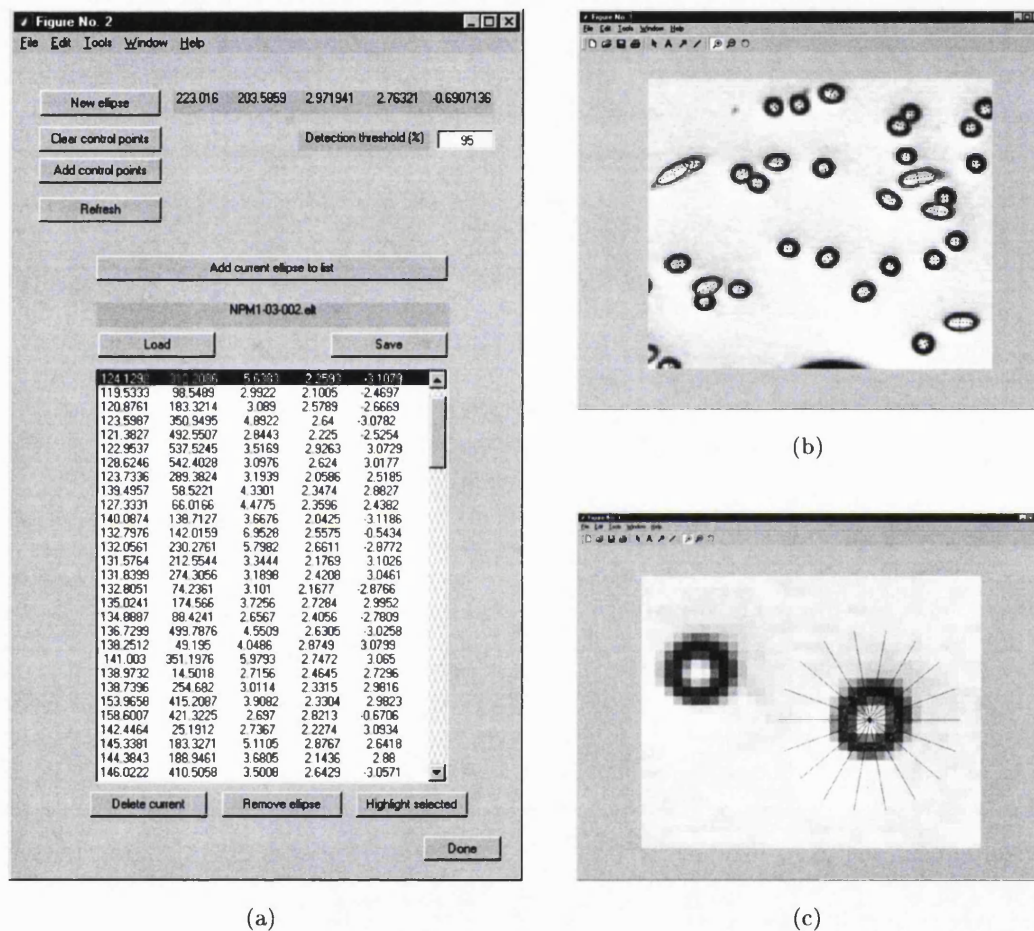 Figure No. 2
File Edit Tools Window Help
New ellipse 223.016 203.5859 2.971941 2.76321 -0.6907136
Clear control points Detection threshold (%) 95
Add control points
Refresh
Add current ellipse to list
NPM1-03-002.elt
Load Save
119.5333 98.5489 2.9922 2.1005 -2.4697
120.8761 183.3214 3.089 2.5789 -2.6669
123.5987 350.9495 4.8922 2.64 -3.0782
121.3827 492.5507 2.8443 2.225 -2.5254
122.9537 537.5245 3.5169 2.9263 3.0729
128.6246 542.4028 3.0976 2.624 3.0177
123.7336 289.3824 3.1939 2.0586 2.5185
139.4957 58.5221 4.3301 2.3474 2.8827
127.3331 66.0166 4.4775 2.3596 2.4382
140.0874 138.7127 3.6676 2.0425 -3.1186
132.7976 142.0159 6.9528 2.5575 -0.5434
132.0561 230.2761 5.7982 2.6611 -2.8772
131.5764 212.5544 3.3444 2.1769 3.1026
131.8399 274.3056 3.1898 2.4208 3.0461
132.8051 74.2361 3.101 2.1677 -2.8766
135.0241 174.566 3.7256 2.7284 2.9952
134.8887 88.4241 2.6567 2.4056 -2.7809
136.7299 499.7876 4.5509 2.6305 -3.0258
138.2512 49.195 4.0486 2.8749 3.0799
141.003 351.1976 5.9793 2.7472 3.065
138.9732 14.5018 2.7156 2.4645 2.7296
138.7396 254.682 3.0114 2.3315 2.9816
153.9658 415.2087 3.9082 2.3304 2.9823
158.6007 421.3225 2.697 2.8213 -0.6706
142.4464 25.1912 2.7367 2.2274 3.0934
145.3381 183.3271 5.1105 2.8767 2.6418
144.3843 188.9461 3.6805 2.1436 2.88
146.0222 410.5058 3.5008 2.6429 -3.0571
Delete current Remove ellipse Highlight selected
Done
(a)
Figure No. 1
File Edit Tools Window Help
(b)
File Edit Tools Window Help
(c)